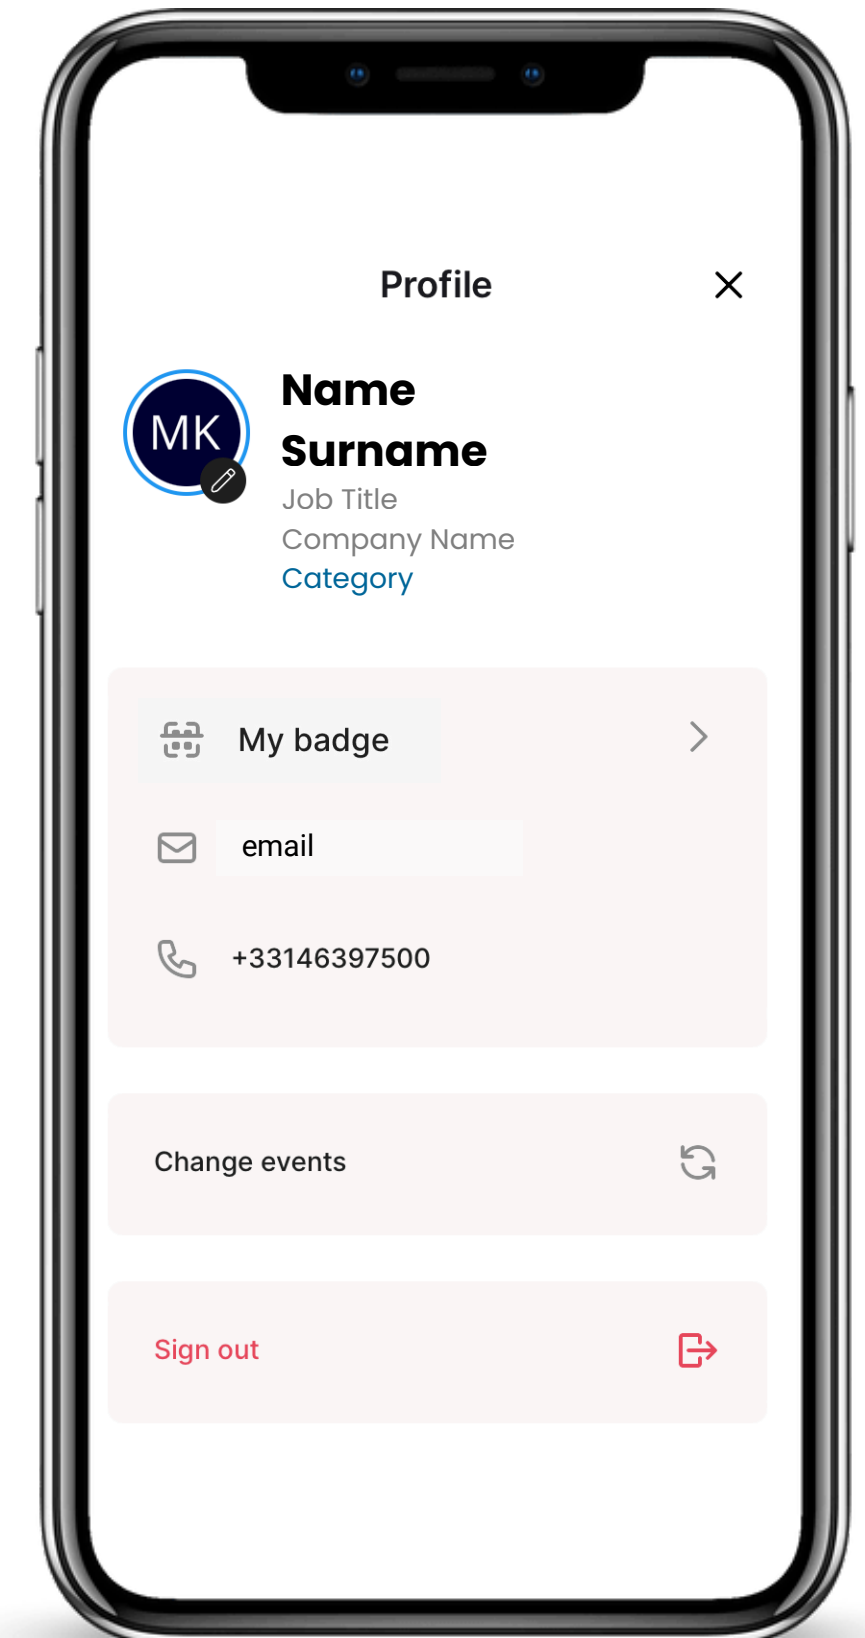 Profile
MK
Name
Surname
Job Title
Company Name
Category
My badge
email
+33146397500
Change events
Sign out